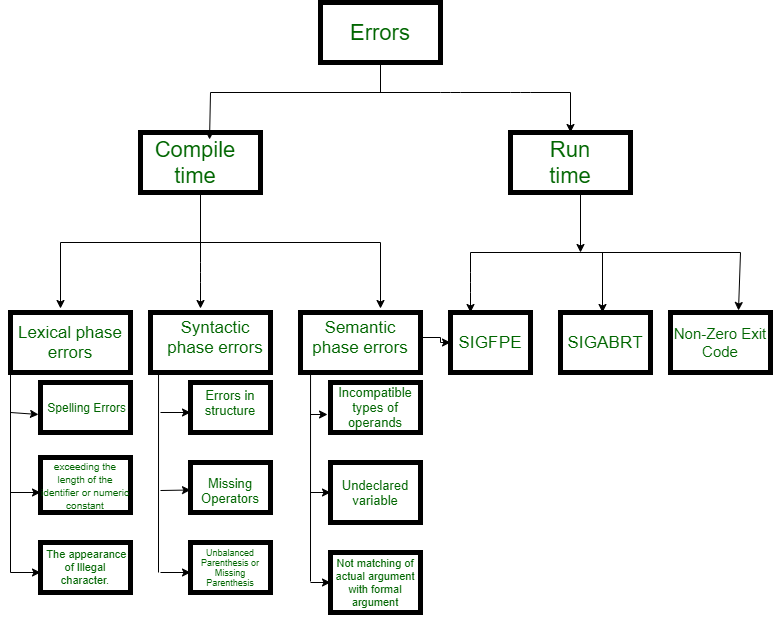 Errors
Compile
time
Run
time
Lexical phase
errors
Syntactic
phase errors
Semantic
phase errors
SIGFPE
SIGABRT
Non-Zero Exit
Code
Spelling Errors
exceeding the
length of the
dentifier or numeric
constant
The appearance
of Illegal
character.
Errors in
structure
Missing
Operators
Unbalanced
Parenthesis or
Missing
Parenthesis
Incompatible
types of
operands
Undeclared
variable
Not matching of
actual argument
with formal
argument